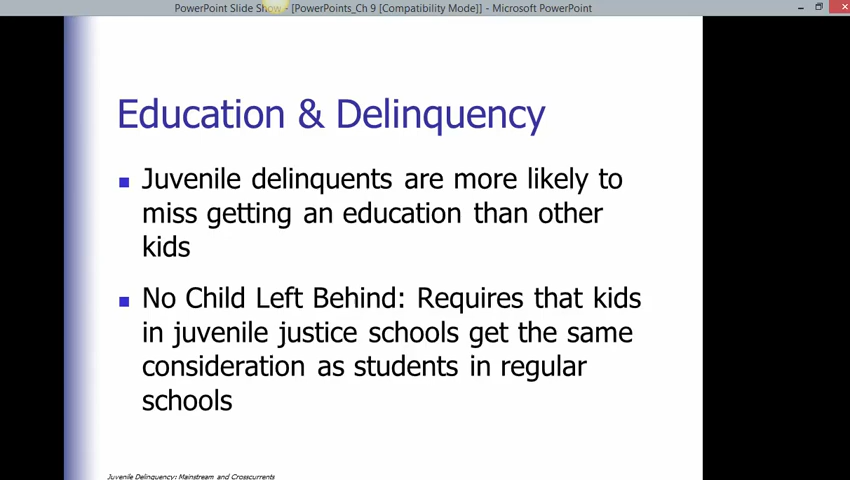 PowerPoint Slide Show - [PowerPoints_Ch 9 [Compatibility Mode]] - Microsoft PowerPoint
Education & Delinquency
Juvenile delinquents are more likely to
miss getting an education than other
kids
No Child Left Behind: Requires that kids
in juvenile justice schools get the same
consideration as students in regular
schools
Juvenile Delinquency: Mainstream and Crosscurrents